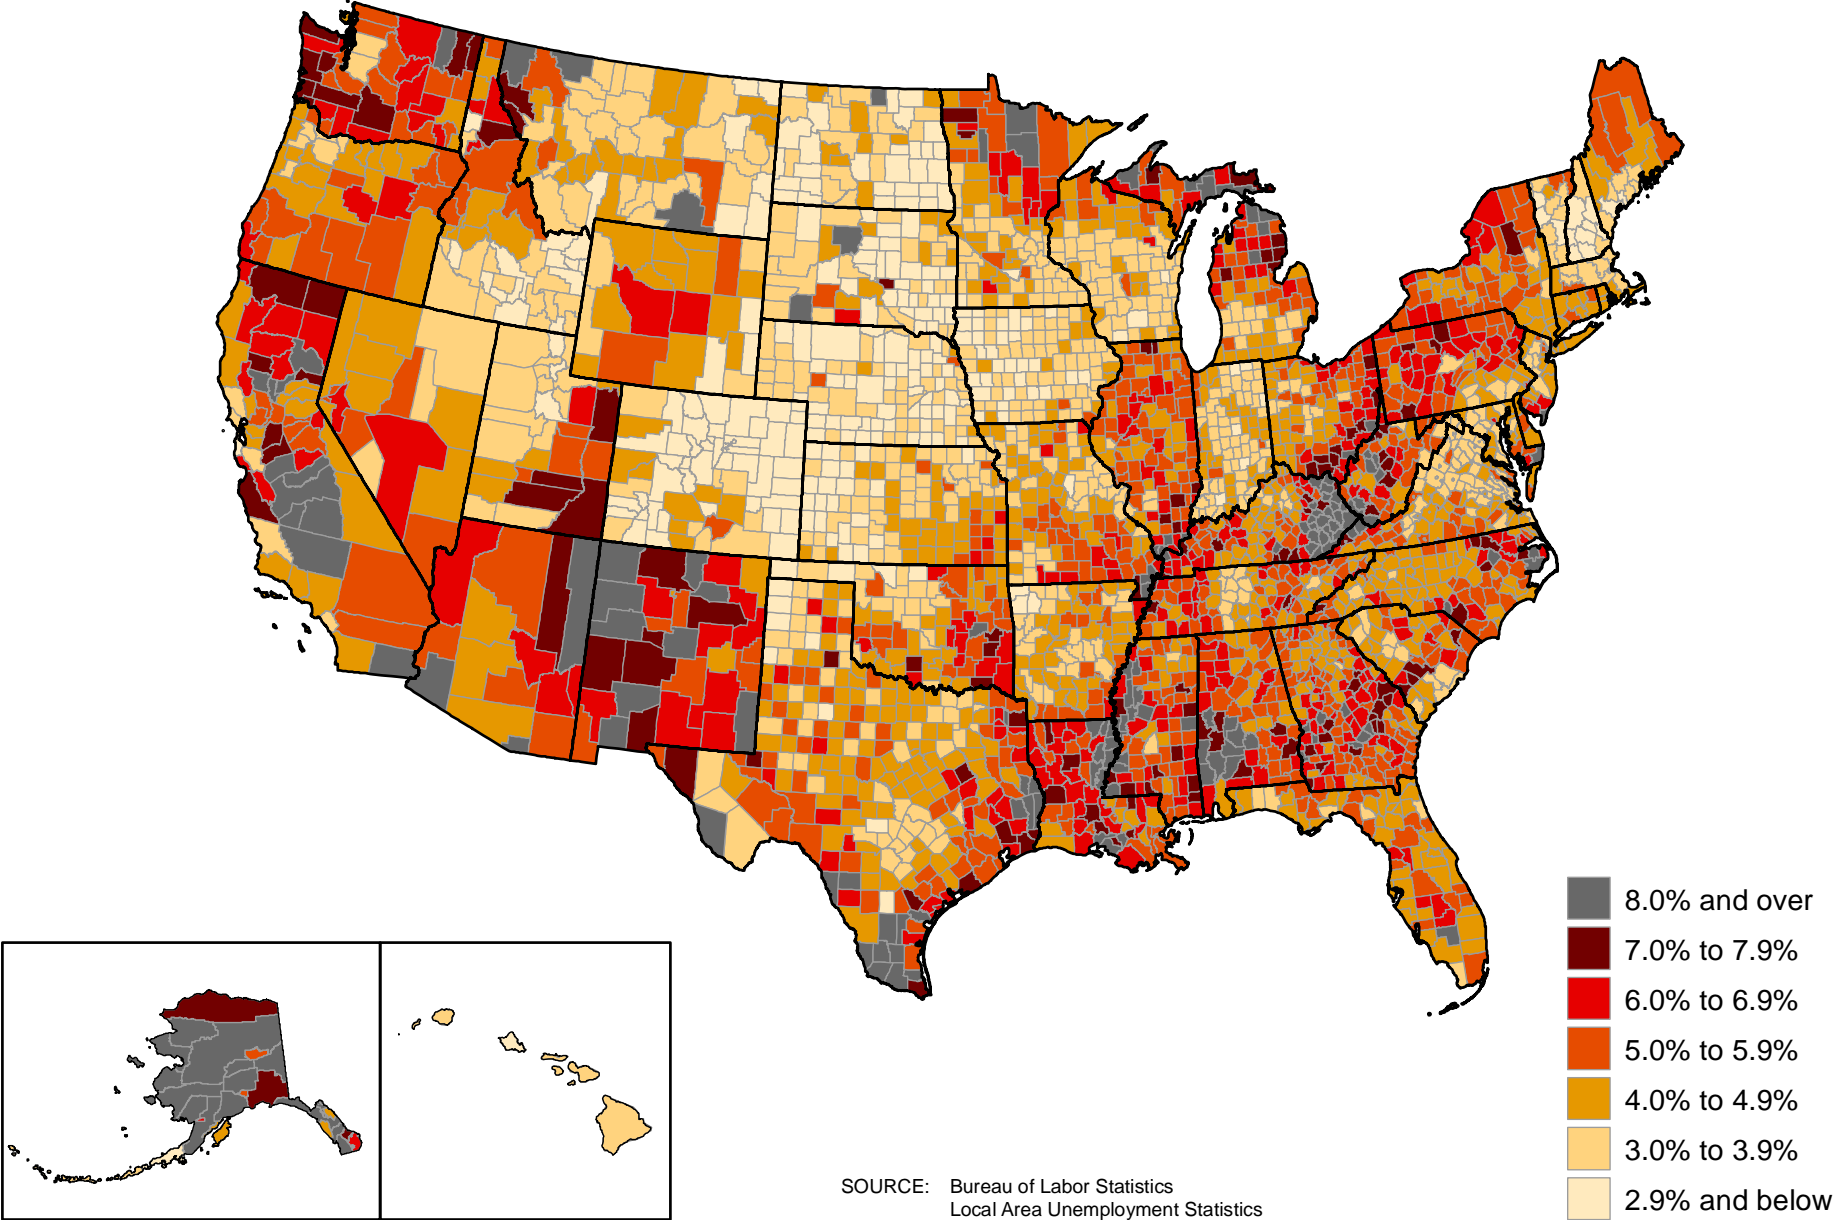 8.0% and over
7.0% to 7.9%
6.0% to 6.9%
5.0% to 5.9%
4.0% to 4.9%
3.0% to 3.9%
2.9% and below
SOURCE: Bureau of Labor Statistics
Local Area Unemployment Statistics